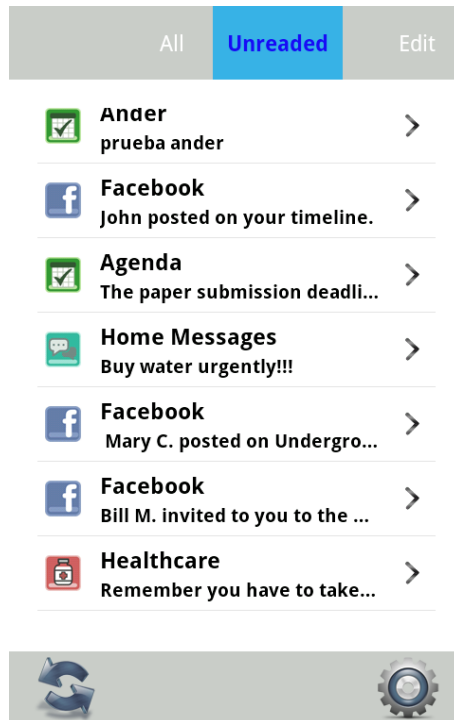 All Unreaded Edit
Ander
prueba ander
Facebook
John posted on your timeline.
Agenda
The paper submission deadli...
Home Messages
Buy water urgently!!!
Facebook
Mary C. posted on Undergro...
Facebook
Bill M. invited to you to the ...
Healthcare
Remember you have to take...